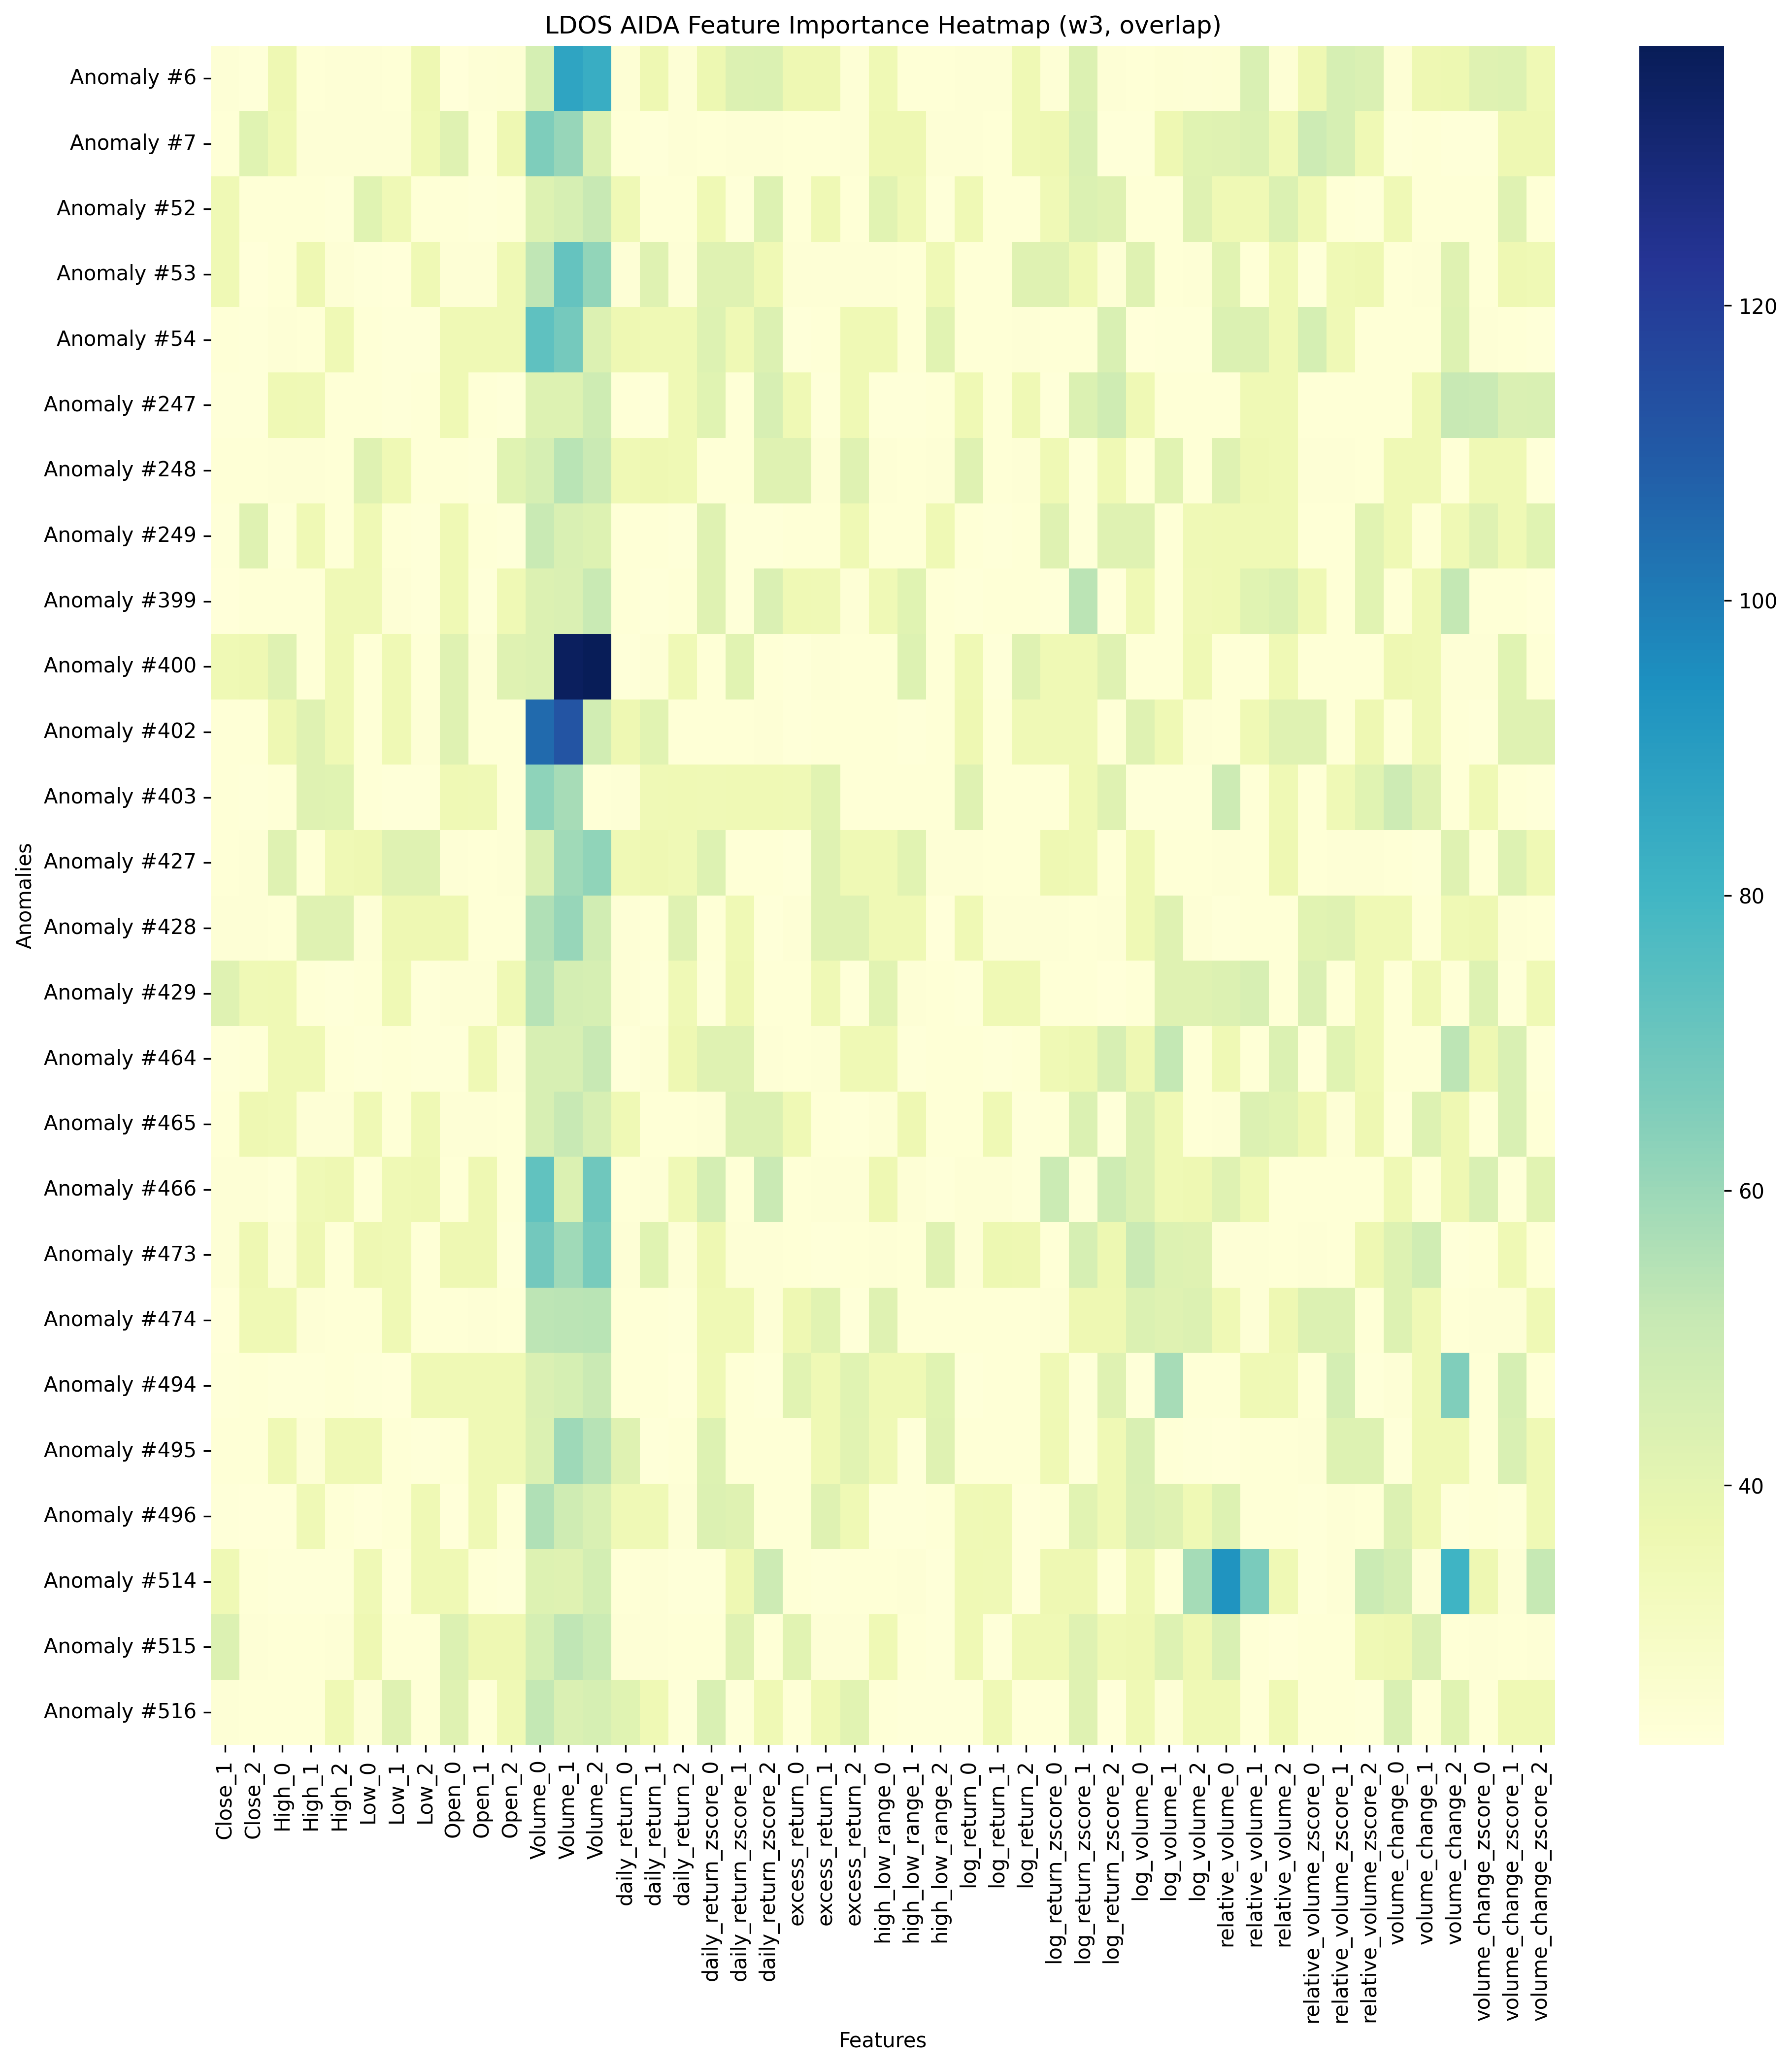 LDOS AIDA Feature Importance Heatmap (w3, overlap)
Anomaly #6
Anomaly #7
Anomaly #52
Anomaly #53
Anomaly #54
Anomaly #247
Anomaly #248
Anomaly #249
Anomaly #399
Anomaly #400
Anomaly #402
Anomaly #403
Anomaly #427
Anomaly #428
Anomaly #429
Anomaly #464
Anomaly #465
Anomaly #466
Anomaly #473
Anomaly #474
Anomaly #494
Anomaly #495
Anomaly #496
Anomaly #514
Anomaly #515
Anomaly #516
Anomalies
Close_1
Close_2
High_0
High_1
High_2
Low_0
Low_1
Low_2
Open_0
Open_1
Open_2
Volume_0
Volume_1
Volume_2
daily_return_0
daily_return_1
daily_return_2
daily_return_zscore_0
daily_return_zscore_1
daily_return_zscore_2
excess_return_0
excess_return_1
excess_return_2
high_low_range_0
high_low_range_1
high_low_range_2
log_return_0
log_return_1
log_return_2
log_return_zscore_0
log_return_zscore_1
log_return_zscore_2
log_volume_0
log_volume_1
log_volume_2
relative_volume_0
relative_volume_1
relative_volume_2
relative_volume_zscore_0
relative_volume_zscore_1
relative_volume_zscore_2
volume_change_0
volume_change_1
volume_change_2
volume_change_zscore_0
volume_change_zscore_1
volume_change_zscore_2
Features
120
100
80
60
40